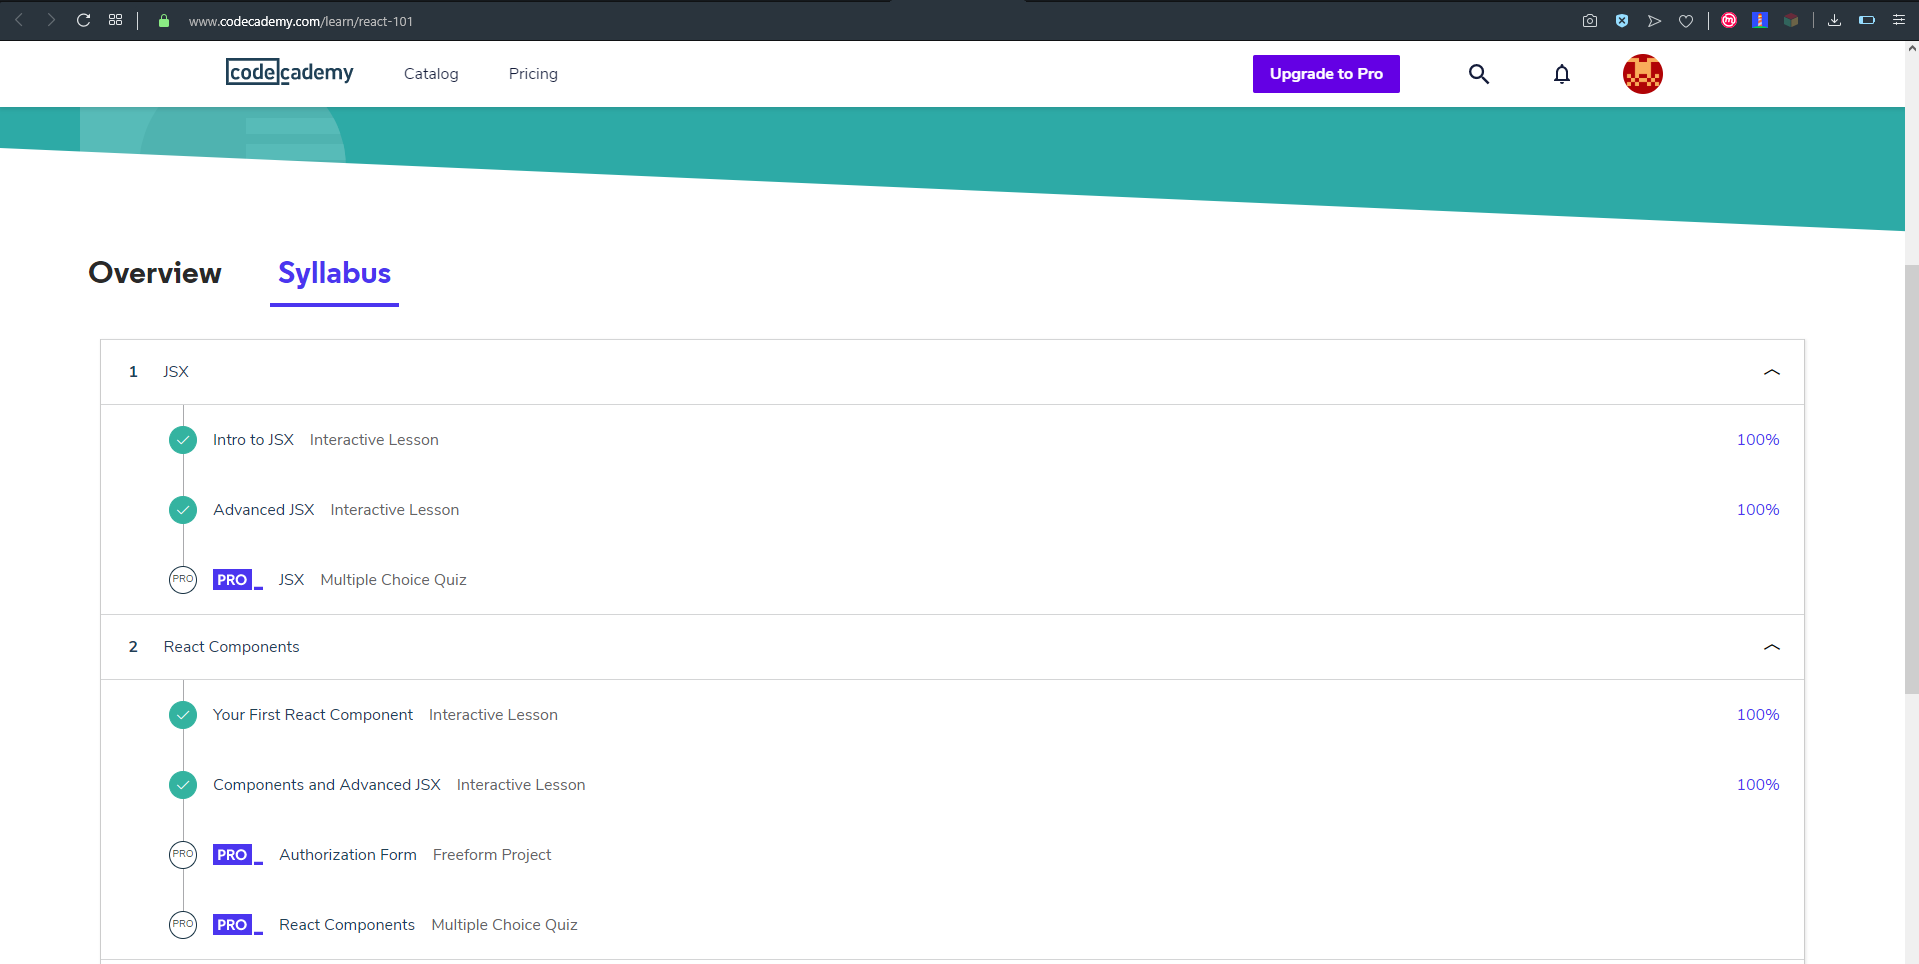 www.codecademy.com/learn/react-101
codecademy Catalog Pricing Upgrade to Pro
Overview Syllabus
1 JSX
Intro to JSX Interactive Lesson 100%
Advanced JSX Interactive Lesson 100%
PRO PRO_ JSX Multiple Choice Quiz
2 React Components
Your First React Component Interactive Lesson 100%
Components and Advanced JSX Interactive Lesson 100%
PRO PRO_ Authorization Form Freeform Project
PRO PRO_ React Components Multiple Choice Quiz